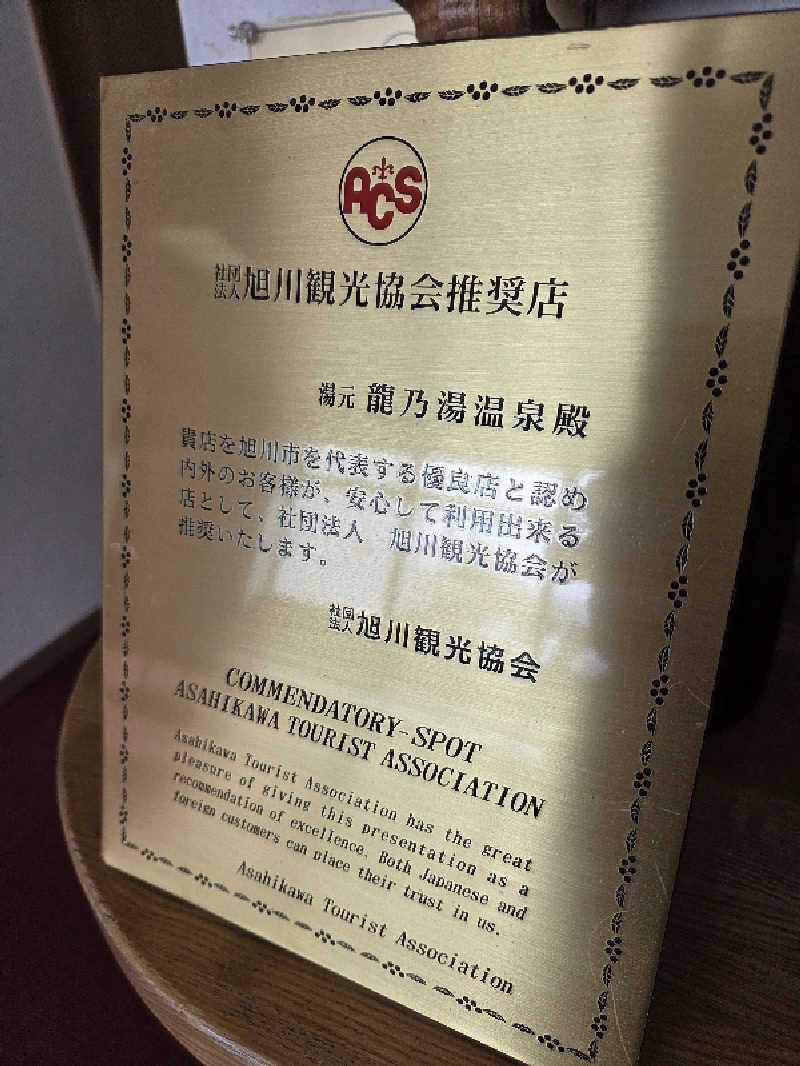 ACS
社団法人旭川観光協会推奨店
湯元 龍乃湯温泉殿
貴店を旭川市を代表する優良店と認め
内外のお客様が、安心して利用出来る
店として、社団法人 旭川観光協会が
推奨いたします。
社団法人旭川観光協会
COMMENDATORY-SPOT
ASAHIKAWA TOURIST ASSOCIATION
Asahikawa Tourist Association has the great
pleasure of giving this presentation as a
recommendation of excellence. Both Japanese and
foreign customers can place their trust in us.
Asahikawa Tourist Association